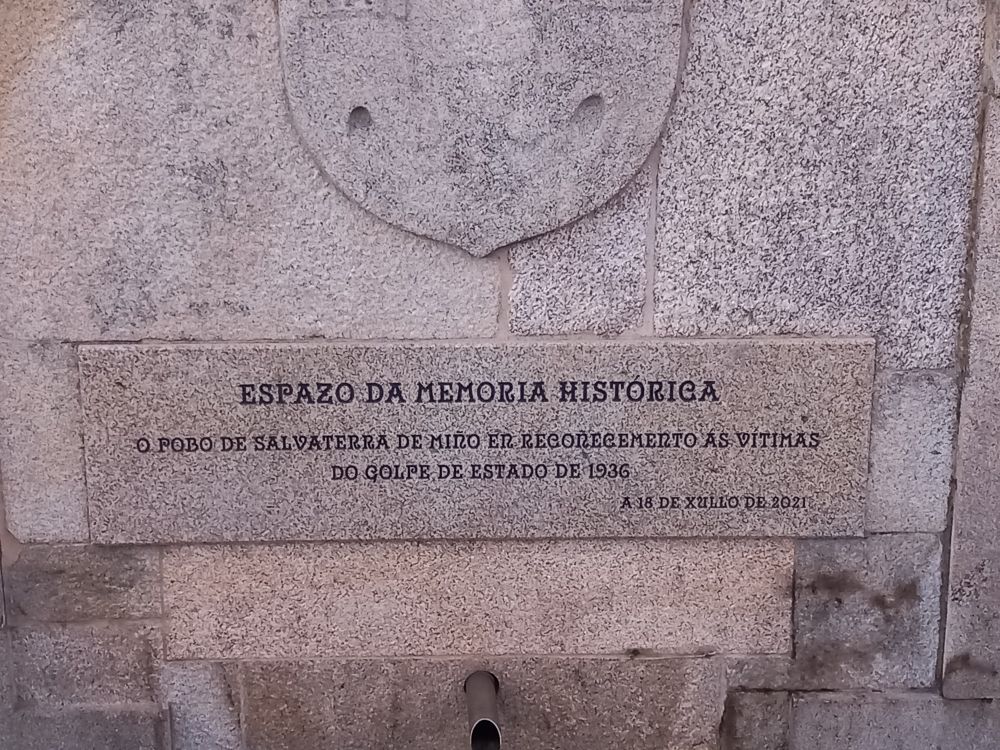 ESPAZO DA MEMORIA HISTÓRICA
O POBO DE SALVATERRA DE MIÑO EN RECOÑECEMENTO ÁS VÍTIMAS
DO GOLPE DE ESTADO DE 1936
A 18 DE XULLO DE 2021